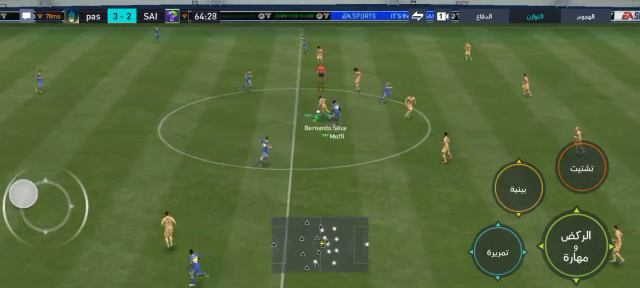 78ms pas 3 - 2 SAI 64:28
EA SPORTS IT'S IN
1
الدفاع التوازن الهجوم
Bernardo Silva
Moffi
تشتيت
بينية
الركض
و
مهارة
تمريرة